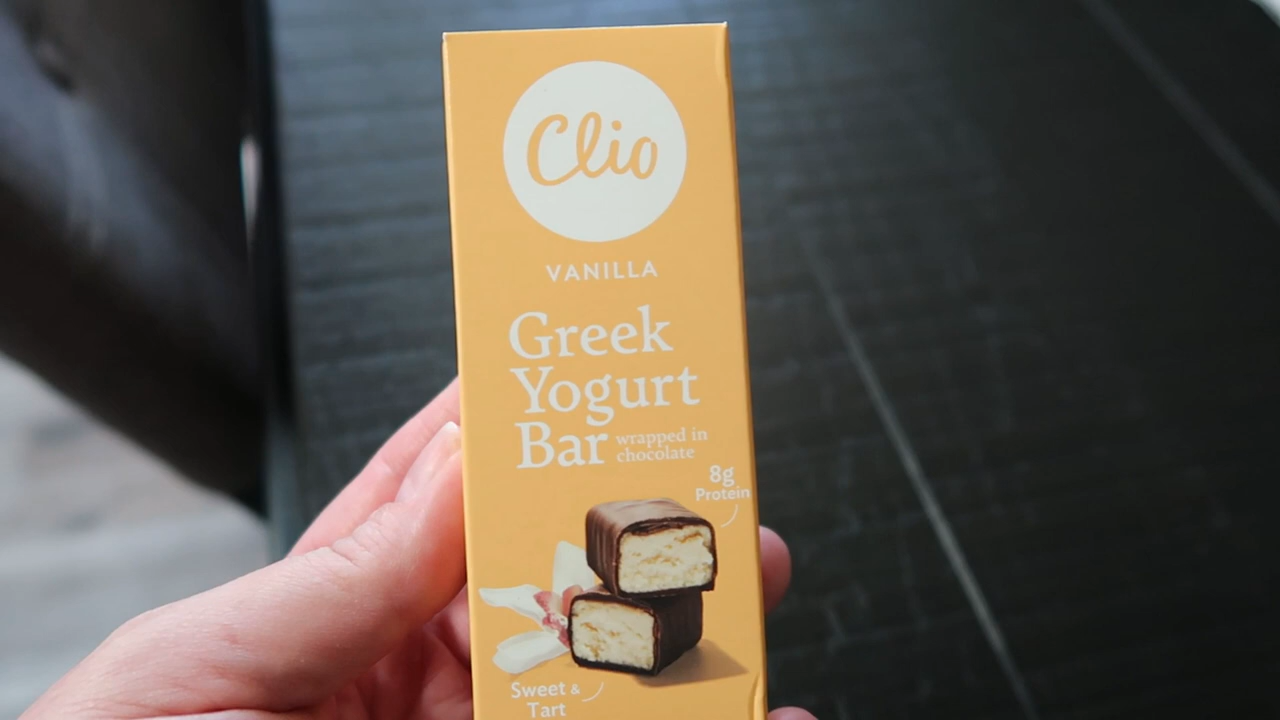 Clio
VANILLA
Greek
Yogurt
Bar wrapped in
chocolate
8g
Protein
Sweet &
Tart